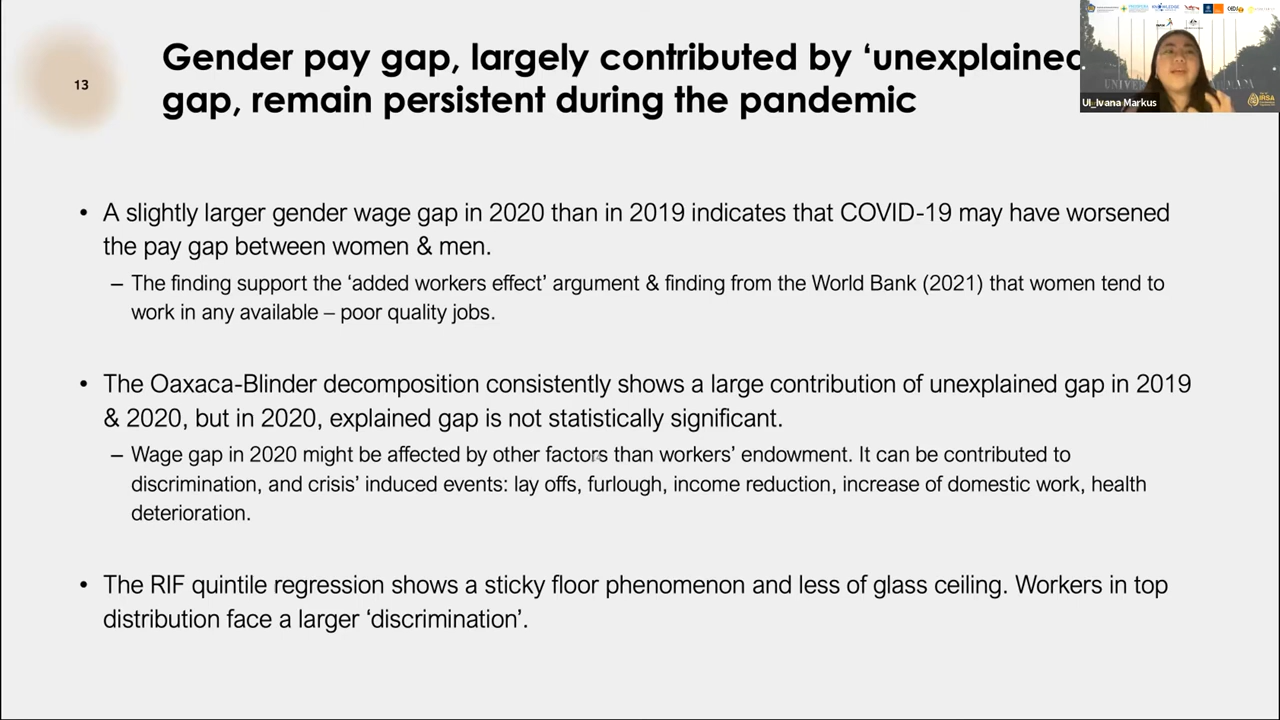 13
Gender pay gap, largely contributed by ‘unexplained
gap, remain persistent during the pandemic
UI_Ivana Markus
IRSA
• A slightly larger gender wage gap in 2020 than in 2019 indicates that COVID-19 may have worsened
the pay gap between women & men.
– The finding support the ‘added workers effect’ argument & finding from the World Bank (2021) that women tend to
work in any available – poor quality jobs.
• The Oaxaca-Blinder decomposition consistently shows a large contribution of unexplained gap in 2019
& 2020, but in 2020, explained gap is not statistically significant.
– Wage gap in 2020 might be affected by other factors than workers’ endowment. It can be contributed to
discrimination, and crisis’ induced events: lay offs, furlough, income reduction, increase of domestic work, health
deterioration.
• The RIF quintile regression shows a sticky floor phenomenon and less of glass ceiling. Workers in top
distribution face a larger ‘discrimination’.